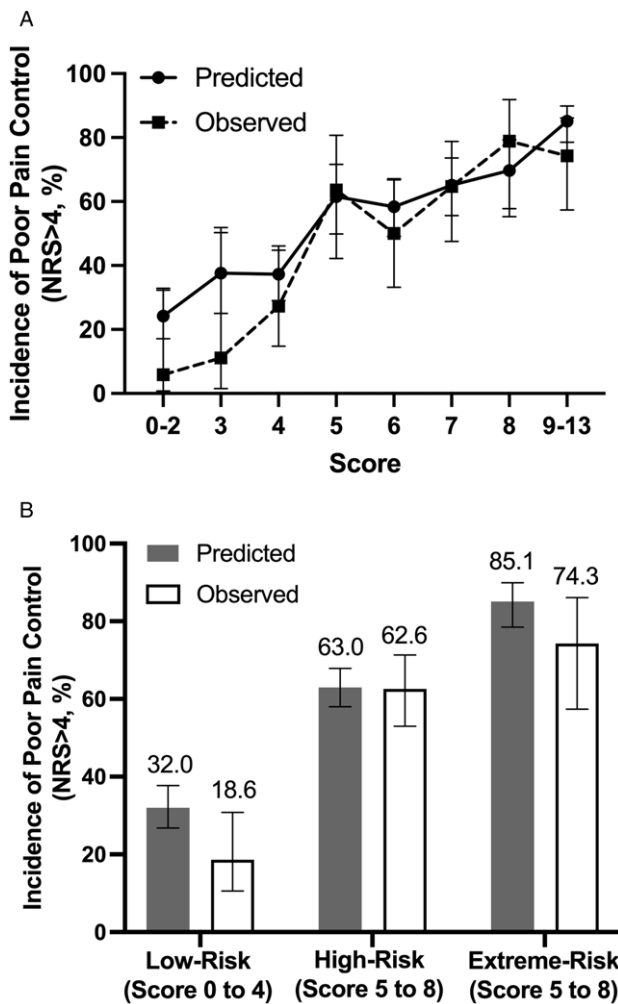 A
Incidence of Poor Pain Control
(NRS>4, %)
100
80
60
40
20
0
Predicted
Observed
0-2 3 4 5 6 7 8 9-13
Score
B
Incidence of Poor Pain Control
(NRS>4, %)
100
80
60
40
20
0
Predicted
Observed
32.0 18.6 63.0 62.6 85.1 74.3
Low-Risk High-Risk Extreme-Risk
(Score 0 to 4) (Score 5 to 8) (Score 5 to 8)